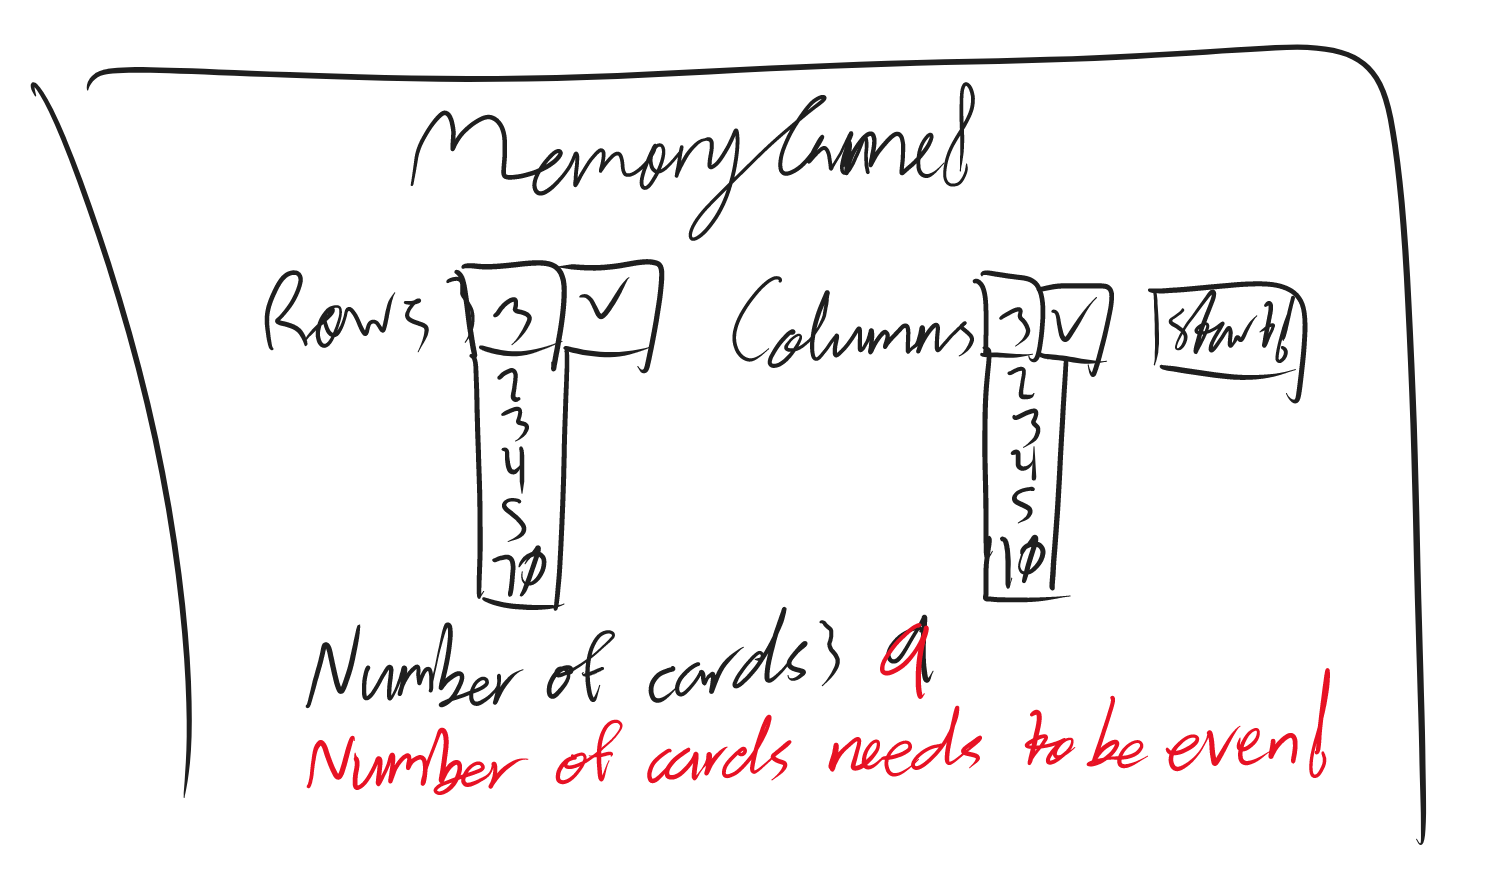 Memory Game!
Rows 3 Columns 3 Start!
2 2
3 3
4 4
5 5
10 10
Number of cards: 9
Number of cards needs to be even!